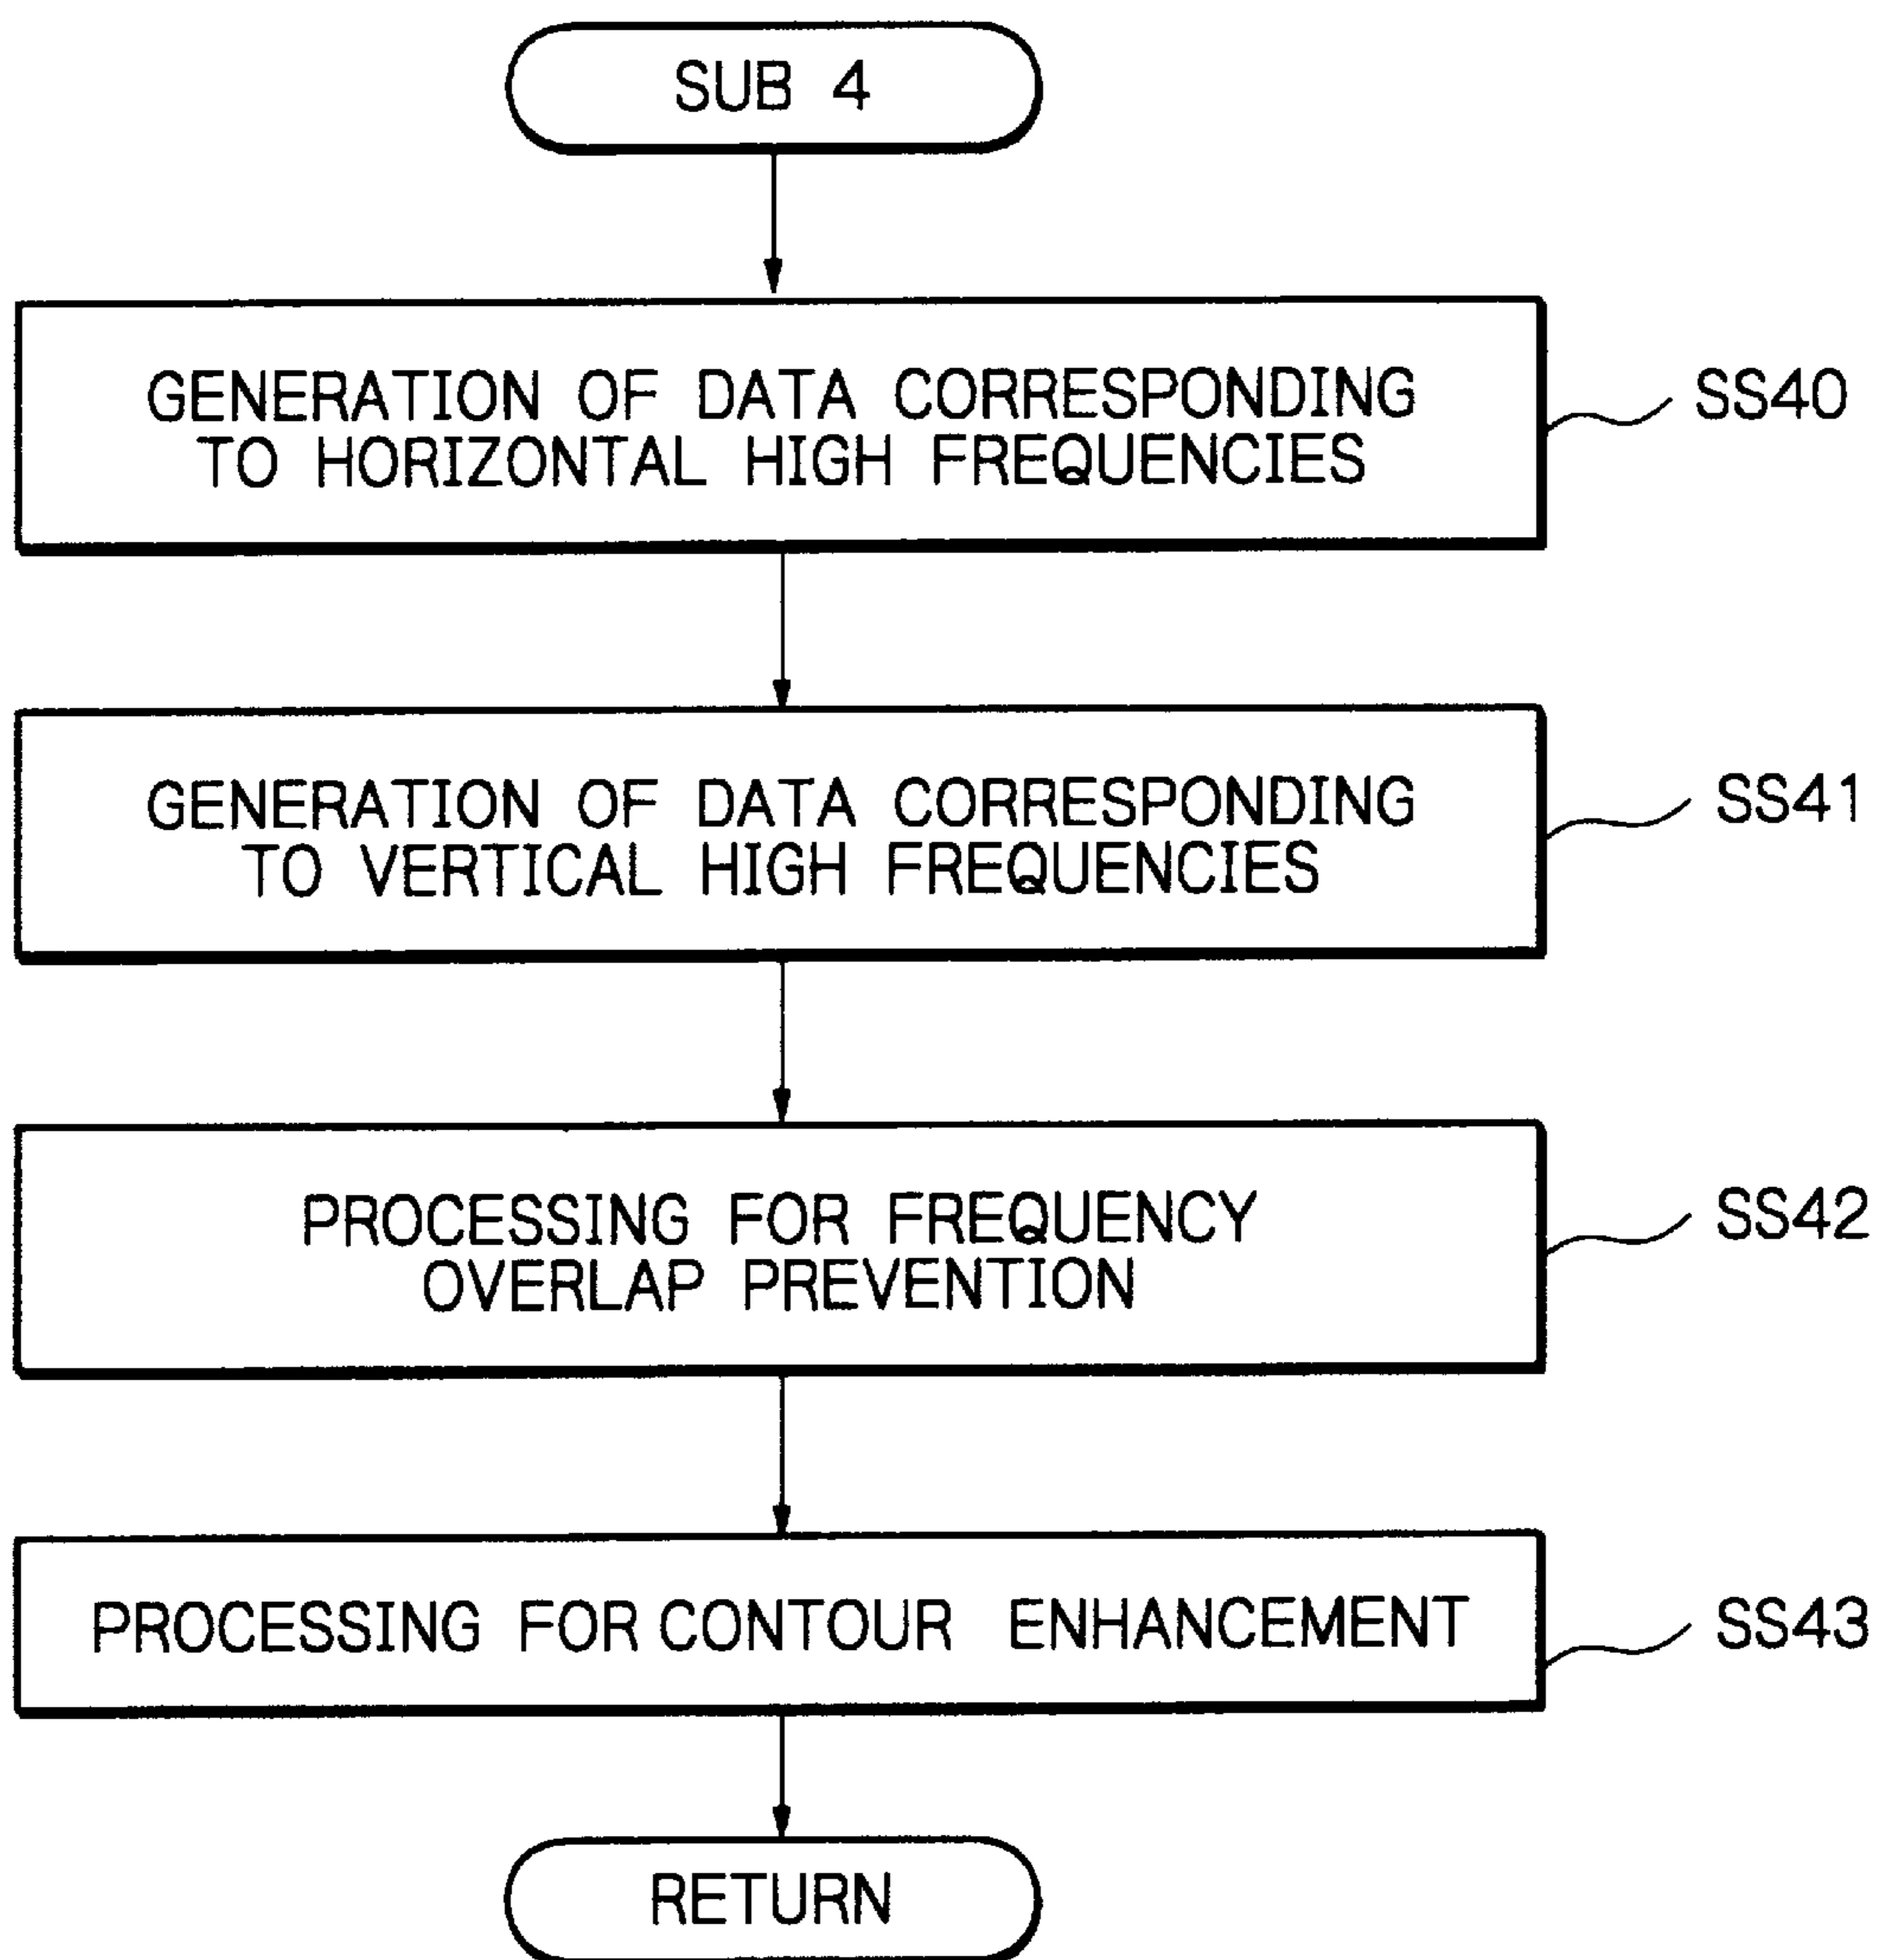 SUB 4
GENERATION OF DATA CORRESPONDING
TO HORIZONTAL HIGH FREQUENCIES
SS40
GENERATION OF DATA CORRESPONDING
TO VERTICAL HIGH FREQUENCIES
SS41
PROCESSING FOR FREQUENCY
OVERLAP PREVENTION
SS42
PROCESSING FOR CONTOUR ENHANCEMENT
SS43
RETURN